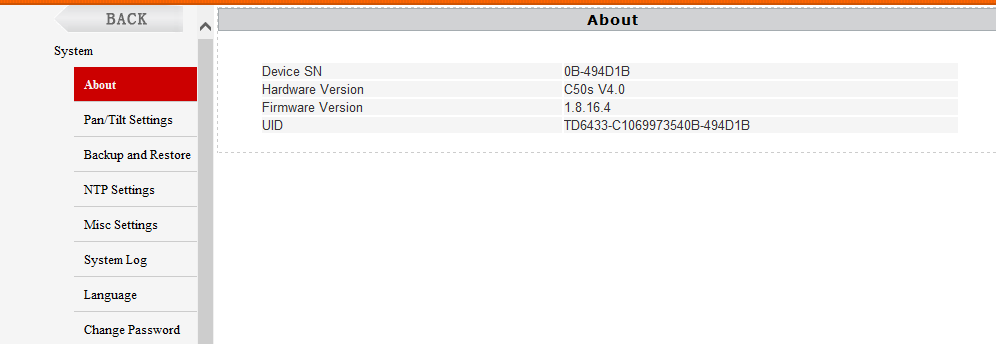 BACK
System
About
Pan/Tilt Settings
Backup and Restore
NTP Settings
Misc Settings
System Log
Language
Change Password
About
Device SN 0B-494D1B
Hardware Version C50s V4.0
Firmware Version 1.8.16.4
UID TD6433-C1069973540B-494D1B